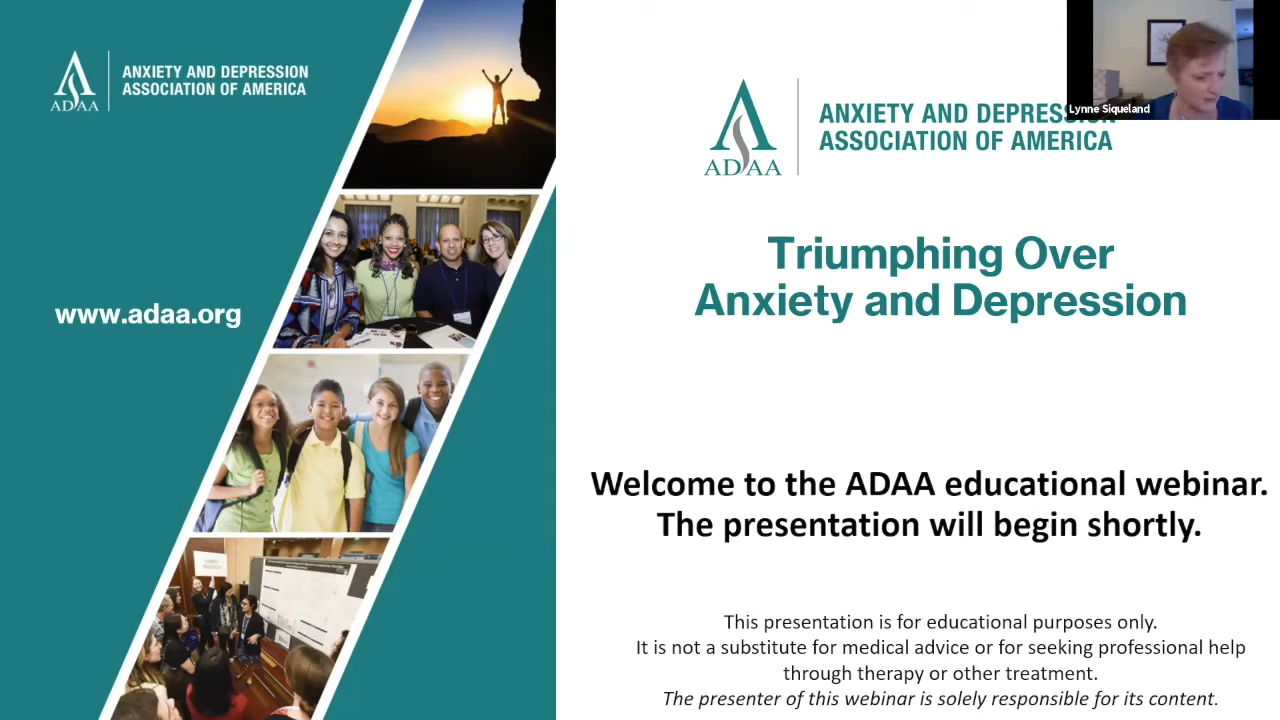 ADAA
ANXIETY AND DEPRESSION
ASSOCIATION OF AMERICA
www.adaa.org
Lynne Siqueland
ADAA
ANXIETY AND DEPRESSION
ASSOCIATION OF AMERICA
Triumphing Over
Anxiety and Depression
Welcome to the ADAA educational webinar.
The presentation will begin shortly.
This presentation is for educational purposes only.
It is not a substitute for medical advice or for seeking professional help
through therapy or other treatment.
The presenter of this webinar is solely responsible for its content.